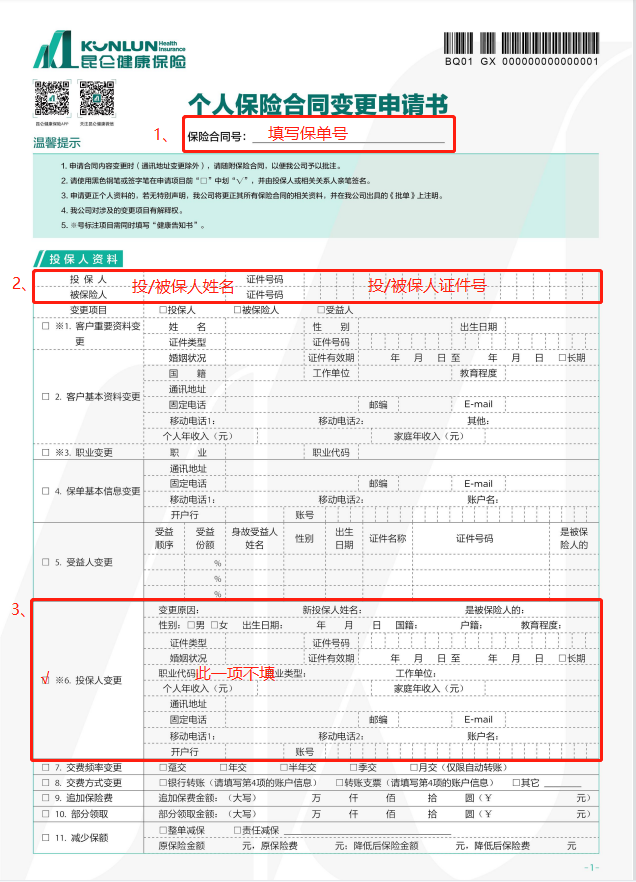 KUNLUN Health Insurance
昆仑健康保险
BQ01 GX 000000000000001
昆仑健康保险APP 关注昆仑健康微信
个人保险合同变更申请书
1、 保险合同号： 填写保单号
温馨提示
1. 申请合同内容变更时（通讯地址变更除外），请随附保险合同，以便我公司予以批注。
2. 请使用黑色钢笔或签字笔在申请项目前“□”中划“√”，并由投保人或相关关系人亲笔签名。
3. 申请更正个人资料的，若无特别声明，我公司将更正其所有保险合同的相关资料，并在我公司出具的《批单》上注明。
4. 我公司对涉及的变更项目有解释权。
5. ※号标注项目需同时填写“健康告知书”。
投保人资料
2、 投 保 人 投/被保人姓名 证件号码 投/被保人证件号
被保险人 证件号码
变更项目 □投保人 □被保险人 □受益人
□ ※1. 客户重要资料变更 姓 名 性 别 出生日期
证件类型 证件号码
□ 2. 客户基本资料变更 婚姻状况 证件有效期 年 月 日 至 年 月 日 □长期
国 籍 工作单位 教育程度
通讯地址
固定电话 邮编 E-mail
移动电话1： 移动电话2： 其他：
个人年收入（元） 家庭年收入（元）
□ ※3. 职业变更 职 业 职业代码
□ 4. 保单基本信息变更 通讯地址
固定电话 邮编 E-mail
移动电话1： 移动电话2： 账户名：
开户行 账号
□ 5. 受益人变更 受益顺序 受益份额 身故受益人姓名 性别 出生日期 证件名称 证件号码 是被保险人的
%
%
%
3、 √ ※6. 投保人变更 变更原因： 新投保人姓名： 是被保险人的：
性别：□男 □女 出生日期： 年 月 日 国籍： 户籍： 教育程度：
证件类型 证件号码
婚姻状况 证件有效期 年 月 日 至 年 月 日 □长期
职业代码 此一项不填 业类型： 工作单位：
个人年收入（元） 家庭年收入（元）
通讯地址
固定电话 邮编 E-mail
移动电话1： 移动电话2： 账户名：
开户行 账号
□ 7. 交费频率变更 □趸交 □年交 □半年交 □季交 □月交（仅限自动转账）
□ 8. 交费方式变更 □银行转账（请填写第4项的账户信息） □转账支票（请填写第4项的账户信息） □其它
□ 9. 追加保险费 追加保费金额：（大写） 万 仟 佰 拾 圆（￥ 元）
□ 10. 部分领取 部分领取金额：（大写） 万 仟 佰 拾 圆（￥ 元）
□ 11. 减少保额 □整单减保 □责任减保
原保险金额 元，原保险费 元；降低后保险金额 元，降低后保险费 元
-1-